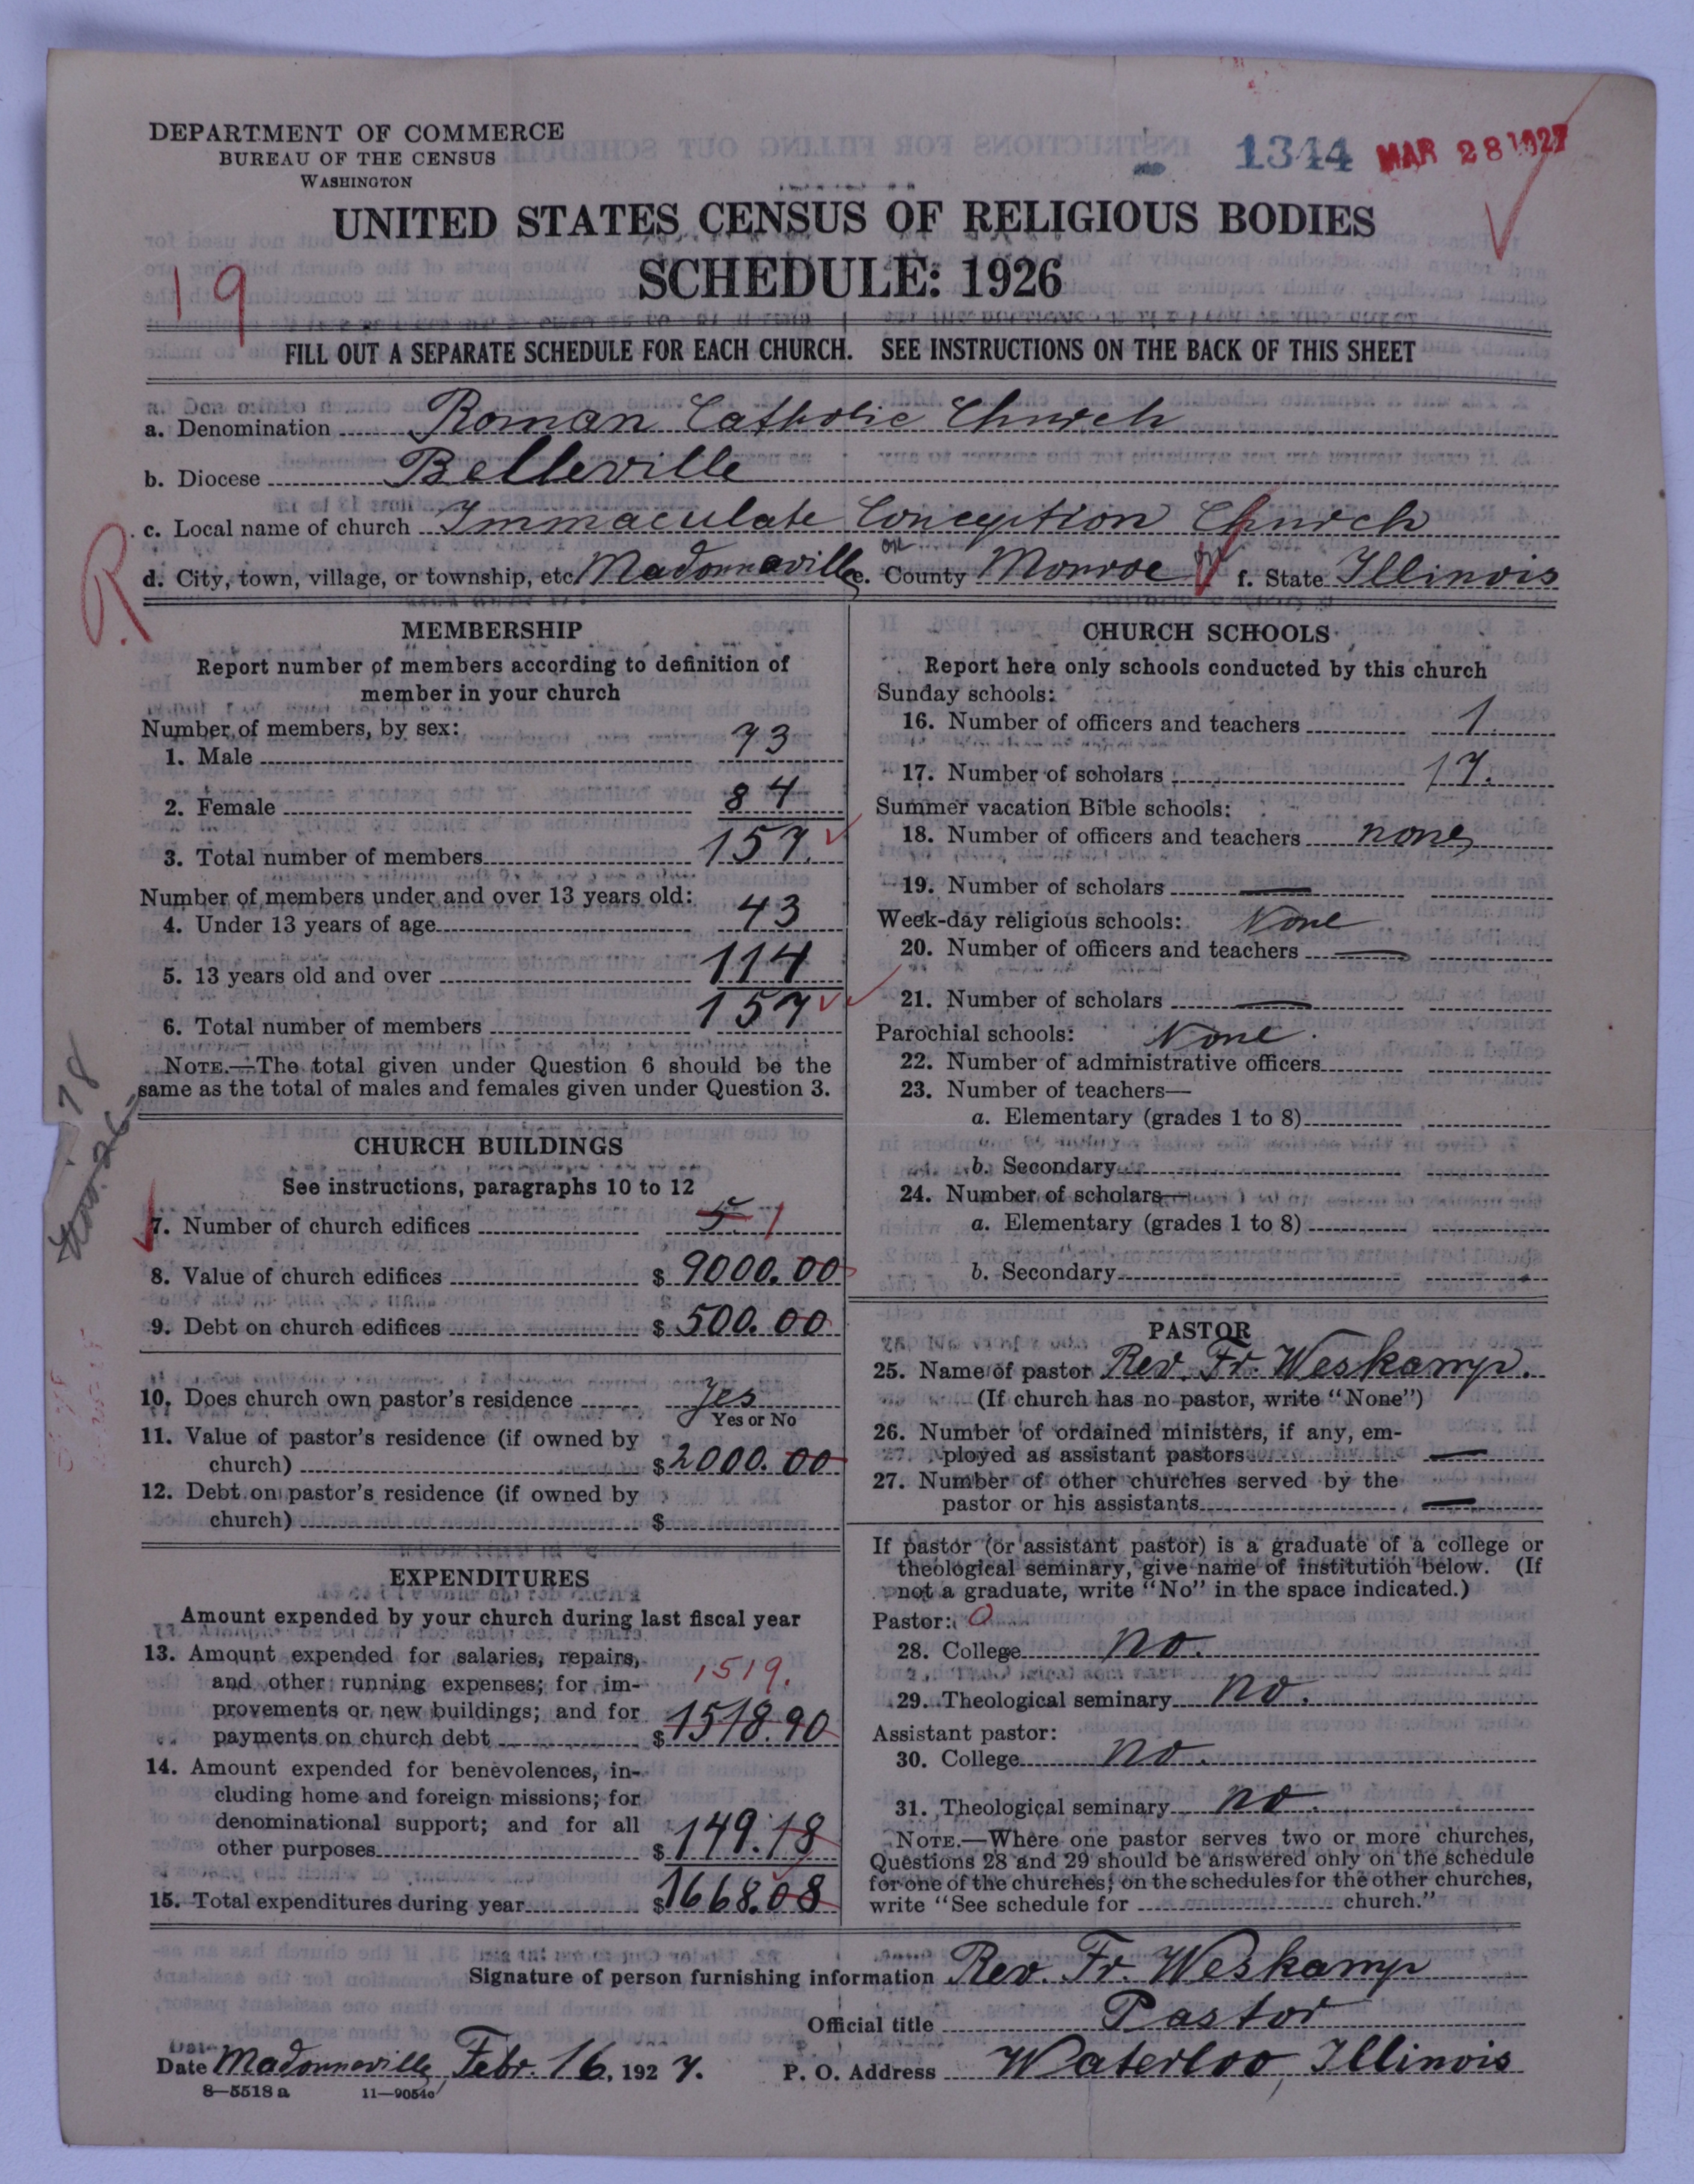 DEPARTMENT OF COMMERCE
BUREAU OF THE CENSUS
WASHINGTON
1344 MAR 28 1927
UNITED STATES CENSUS OF RELIGIOUS BODIES
SCHEDULE: 1926
19
FILL OUT A SEPARATE SCHEDULE FOR EACH CHURCH. SEE INSTRUCTIONS ON THE BACK OF THIS SHEET
a. Denomination Roman Catholic Church
b. Diocese Belleville
c. Local name of church Immaculate Conception Church
d. City, town, village, or township, etc. Madonnaville e. County Monroe f. State Illinois
R
MEMBERSHIP
Report number of members according to definition of
member in your church
Number of members, by sex:
1. Male 73
2. Female 84
3. Total number of members 157.
Number of members under and over 13 years old:
4. Under 13 years of age 43
5. 13 years old and over 114
6. Total number of members 157
NOTE.—The total given under Question 6 should be the
same as the total of males and females given under Question 3.
CHURCH BUILDINGS
See instructions, paragraphs 10 to 12
7. Number of church edifices 1
8. Value of church edifices $ 9000.00
9. Debt on church edifices $ 500.00
10. Does church own pastor's residence Yes
Yes or No
11. Value of pastor's residence (if owned by
church) $ 2000.00
12. Debt on pastor's residence (if owned by
church) $
EXPENDITURES
Amount expended by your church during last fiscal year
13. Amount expended for salaries, repairs,
and other running expenses; for im-
1519.
provements or new buildings; and for
payments on church debt $ 1518.90
14. Amount expended for benevolences, in-
cluding home and foreign missions; for
denominational support; and for all
other purposes $ 149.18
15. Total expenditures during year $ 1668.08
CHURCH SCHOOLS
Report here only schools conducted by this church
Sunday schools:
16. Number of officers and teachers 1.
17. Number of scholars 17.
Summer vacation Bible schools:
18. Number of officers and teachers none
19. Number of scholars —
Week-day religious schools: None
20. Number of officers and teachers —
21. Number of scholars —
Parochial schools: None.
22. Number of administrative officers
23. Number of teachers—
a. Elementary (grades 1 to 8)
b. Secondary
24. Number of scholars—
a. Elementary (grades 1 to 8)
b. Secondary
PASTOR
25. Name of pastor Rev. Fr. Weskamp.
(If church has no pastor, write "None")
26. Number of ordained ministers, if any, em-
ployed as assistant pastors —
27. Number of other churches served by the
pastor or his assistants —
If pastor (or assistant pastor) is a graduate of a college or
theological seminary, give name of institution below. (If
not a graduate, write "No" in the space indicated.)
Pastor: 0
28. College no.
29. Theological seminary no.
Assistant pastor:
30. College no.
31. Theological seminary no.
NOTE.—Where one pastor serves two or more churches,
Questions 28 and 29 should be answered only on the schedule
for one of the churches; on the schedules for the other churches,
write "See schedule for church."
Signature of person furnishing information Rev. Fr. Weskamp
Official title Pastor
Date Madonnaville, Febr. 16, 1927. P. O. Address Waterloo, Illinois
8—5518a 11—9054o